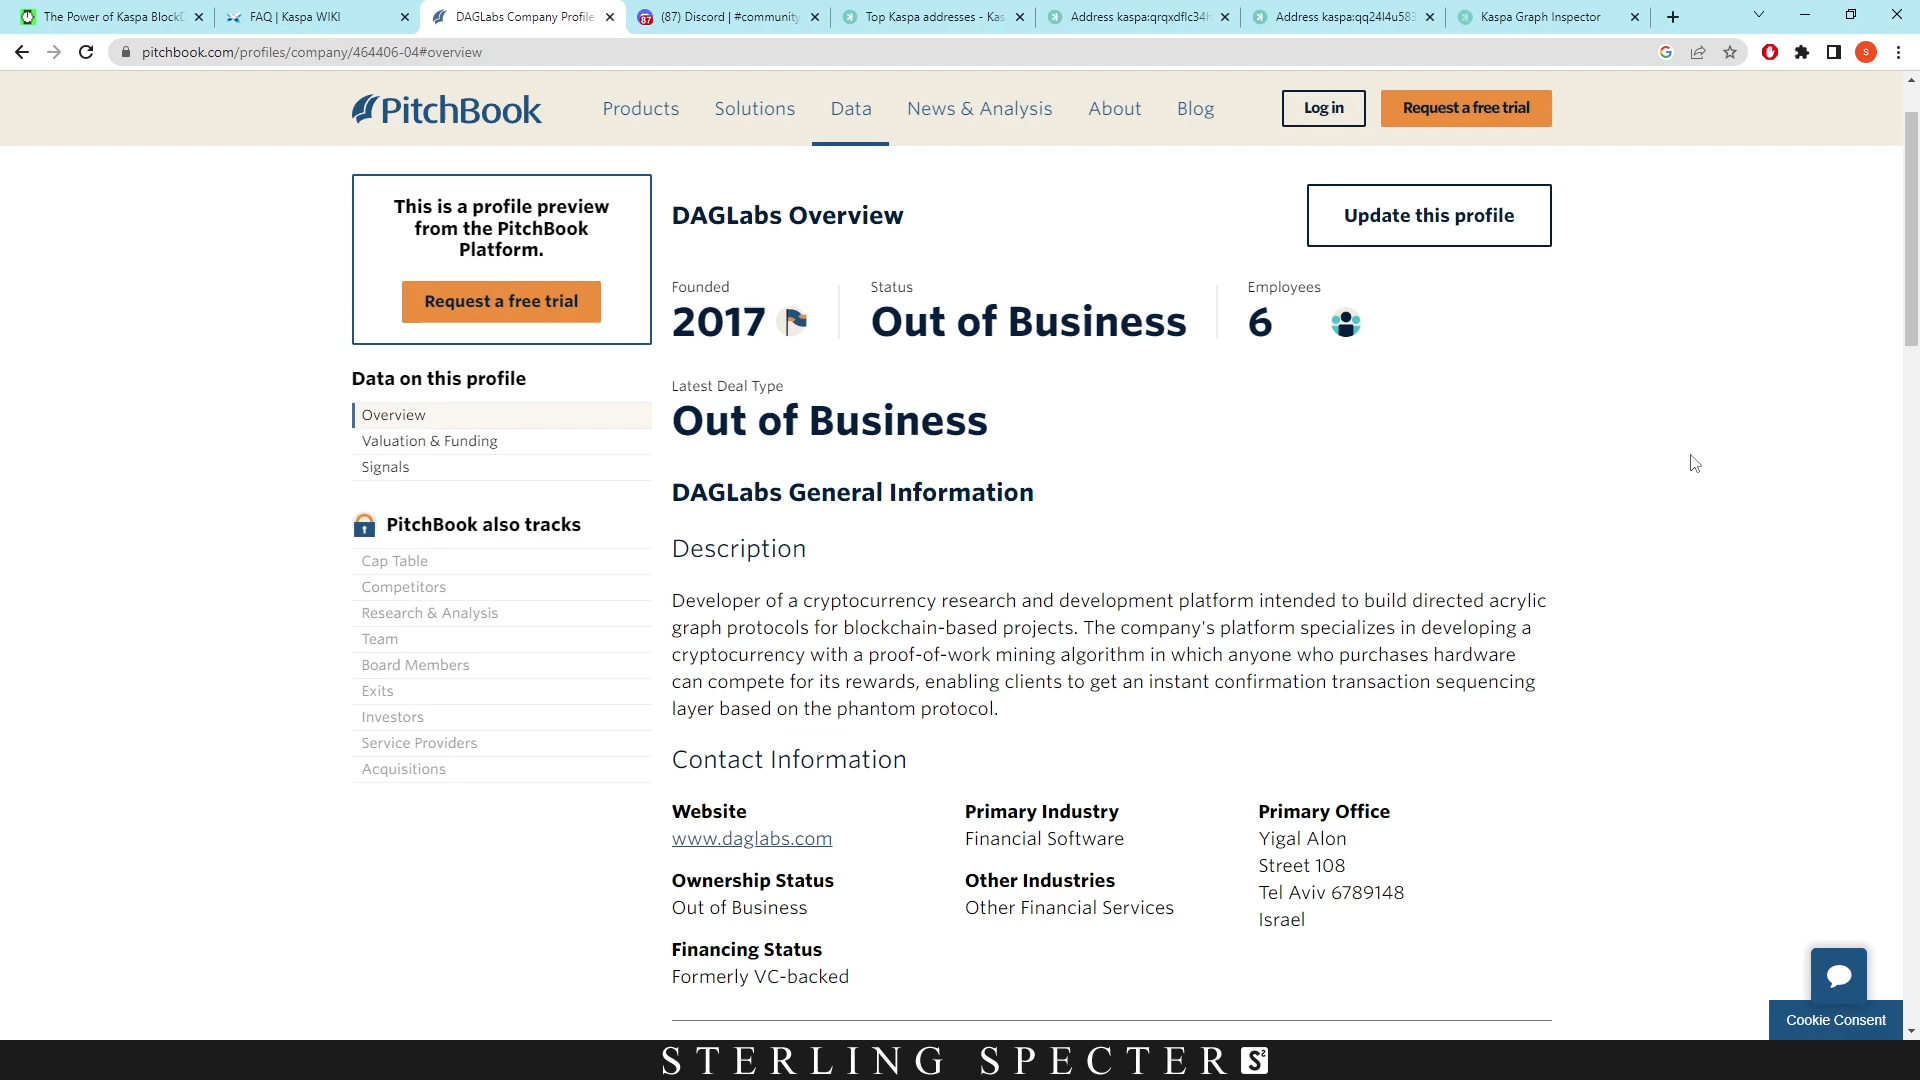 The Power of Kaspa BlockD
FAQ | Kaspa WIKI
DAGLabs Company Profile
(87) Discord | #community
Top Kaspa addresses - Kas
Address kaspa:qrqxdflc34h
Address kaspa:qq24l4u583
Kaspa Graph Inspector
pitchbook.com/profiles/company/464406-04#overview
PitchBook
Products
Solutions
Data
News & Analysis
About
Blog
Log in
Request a free trial
This is a profile preview
from the PitchBook
Platform.
Request a free trial
Data on this profile
Overview
Valuation & Funding
Signals
PitchBook also tracks
Cap Table
Competitors
Research & Analysis
Team
Board Members
Exits
Investors
Service Providers
Acquisitions
DAGLabs Overview
Update this profile
Founded
2017
Status
Out of Business
Employees
6
Latest Deal Type
Out of Business
DAGLabs General Information
Description
Developer of a cryptocurrency research and development platform intended to build directed acrylic
graph protocols for blockchain-based projects. The company's platform specializes in developing a
cryptocurrency with a proof-of-work mining algorithm in which anyone who purchases hardware
can compete for its rewards, enabling clients to get an instant confirmation transaction sequencing
layer based on the phantom protocol.
Contact Information
Website
www.daglabs.com
Ownership Status
Out of Business
Financing Status
Formerly VC-backed
Primary Industry
Financial Software
Other Industries
Other Financial Services
Primary Office
Yigal Alon
Street 108
Tel Aviv 6789148
Israel
Cookie Consent
STERLING SPECTER S²